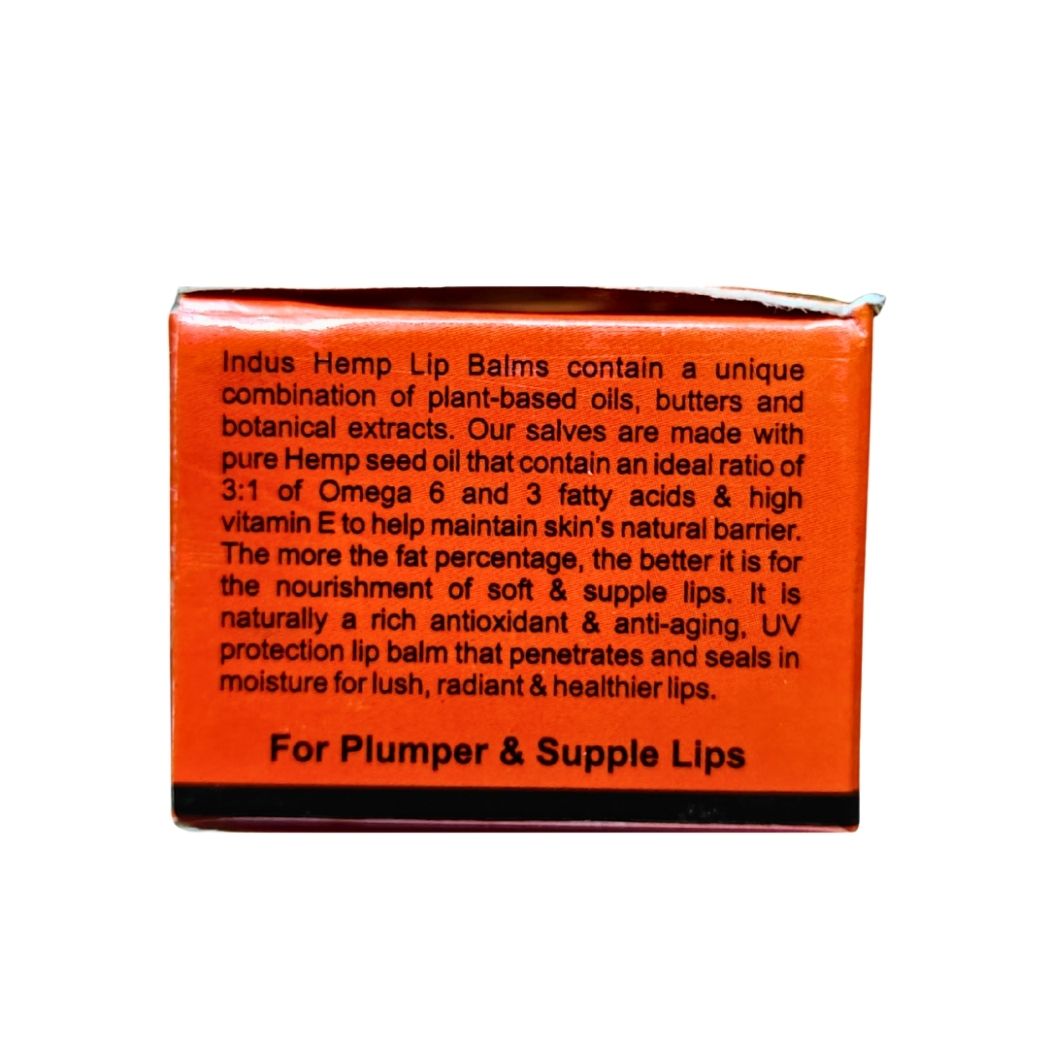 Indus Hemp Lip Balms contain a unique
combination of plant-based oils, butters and
botanical extracts. Our salves are made with
pure Hemp seed oil that contain an ideal ratio of
3:1 of Omega 6 and 3 fatty acids & high
vitamin E to help maintain skin's natural barrier.
The more the fat percentage, the better it is for
the nourishment of soft & supple lips. It is
naturally a rich antioxidant & anti-aging, UV
protection lip balm that penetrates and seals in
moisture for lush, radiant & healthier lips.
For Plumper & Supple Lips